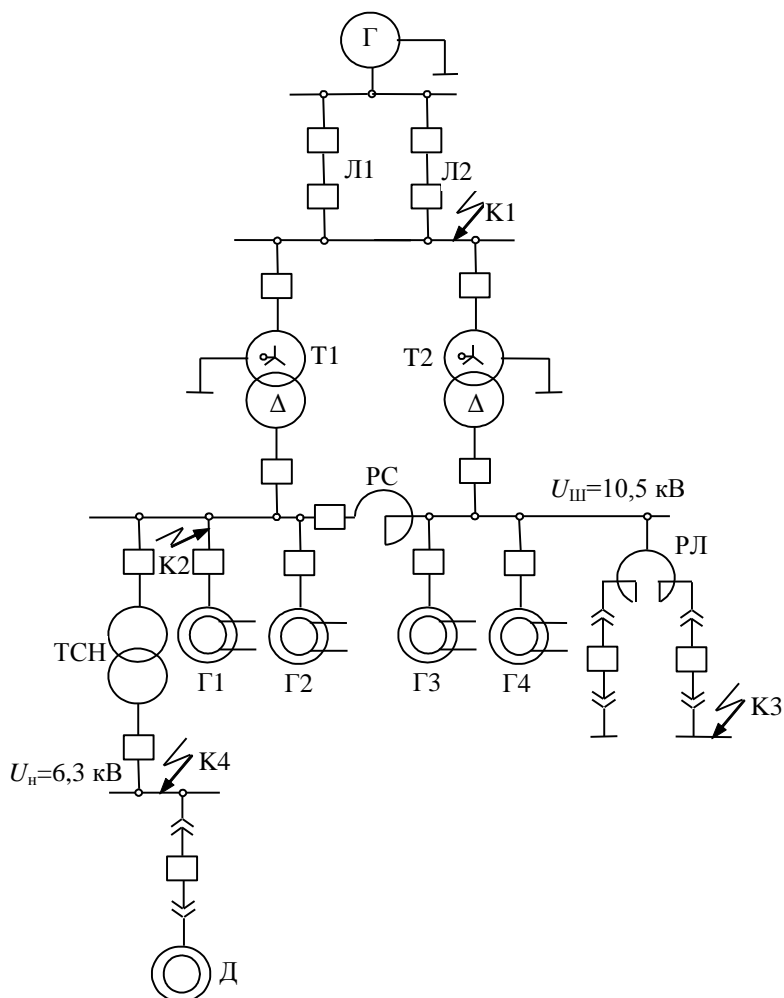 Г
Л1
Л2
К1
Т1
Т2
Δ
Δ
РС
U_Ш=10,5 кВ
К2
РЛ
ТСН
Г1
Г2
Г3
Г4
К3
U_н=6,3 кВ
К4
Д